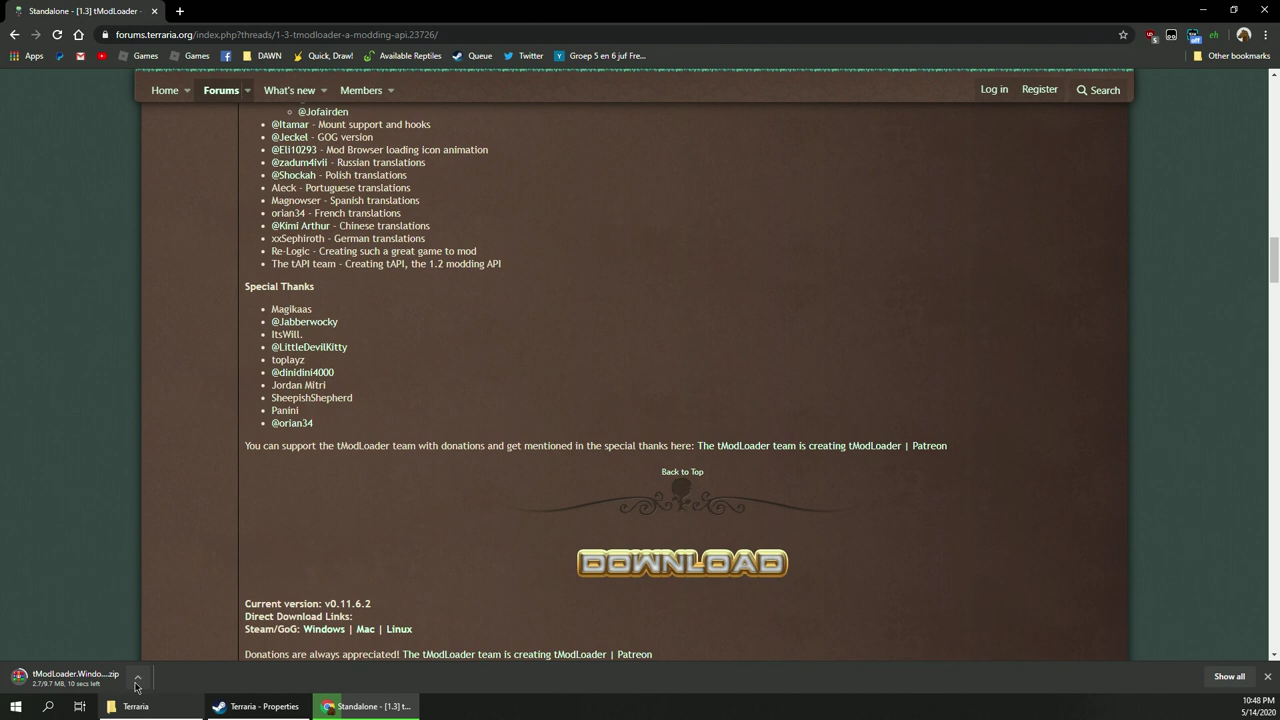 Standalone - [1.3] tModLoader -
forums.terraria.org/index.php?threads/1-3-tmodloader-a-modding-api.23726/
Apps
Games
Games
DAWN
Quick, Draw!
Available Reptiles
Queue
Twitter
Groep 5 en 6 juf Fre...
Other bookmarks
Home
Forums
What's new
Members
Log in
Register
Search
@Jofairden
@Itamar - Mount support and hooks
@Jeckel - GOG version
@Eli10293 - Mod Browser loading icon animation
@zadum4ivii - Russian translations
@Shockah - Polish translations
Aleck - Portuguese translations
Magnowser - Spanish translations
orian34 - French translations
@Kimi Arthur - Chinese translations
xxSephiroth - German translations
Re-Logic - Creating such a great game to mod
The tAPI team - Creating tAPI, the 1.2 modding API
Special Thanks
Magikaas
@Jabberwocky
ItsWill.
@LittleDevilKitty
toplayz
@dinidini4000
Jordan Mitri
SheepishShepherd
Panini
@orian34
You can support the tModLoader team with donations and get mentioned in the special thanks here: The tModLoader team is creating tModLoader | Patreon
Back to Top
DOWNLOAD
Current version: v0.11.6.2
Direct Download Links:
Steam/GoG: Windows | Mac | Linux
Donations are always appreciated! The tModLoader team is creating tModLoader | Patreon
tModLoader.Windo....zip
2.7/9.7 MB, 10 secs left
Show all
Terraria
Terraria - Properties
Standalone - [1.3] t...
10:48 PM
5/14/2020